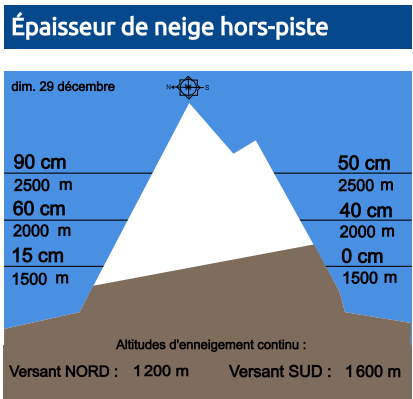 Épaisseur de neige hors-piste
dim. 29 décembre
N S
90 cm 50 cm
2500 m 2500 m
60 cm 40 cm
2000 m 2000 m
15 cm 0 cm
1500 m 1500 m
Altitudes d'enneigement continu :
Versant NORD : 1200 m Versant SUD : 1600 m